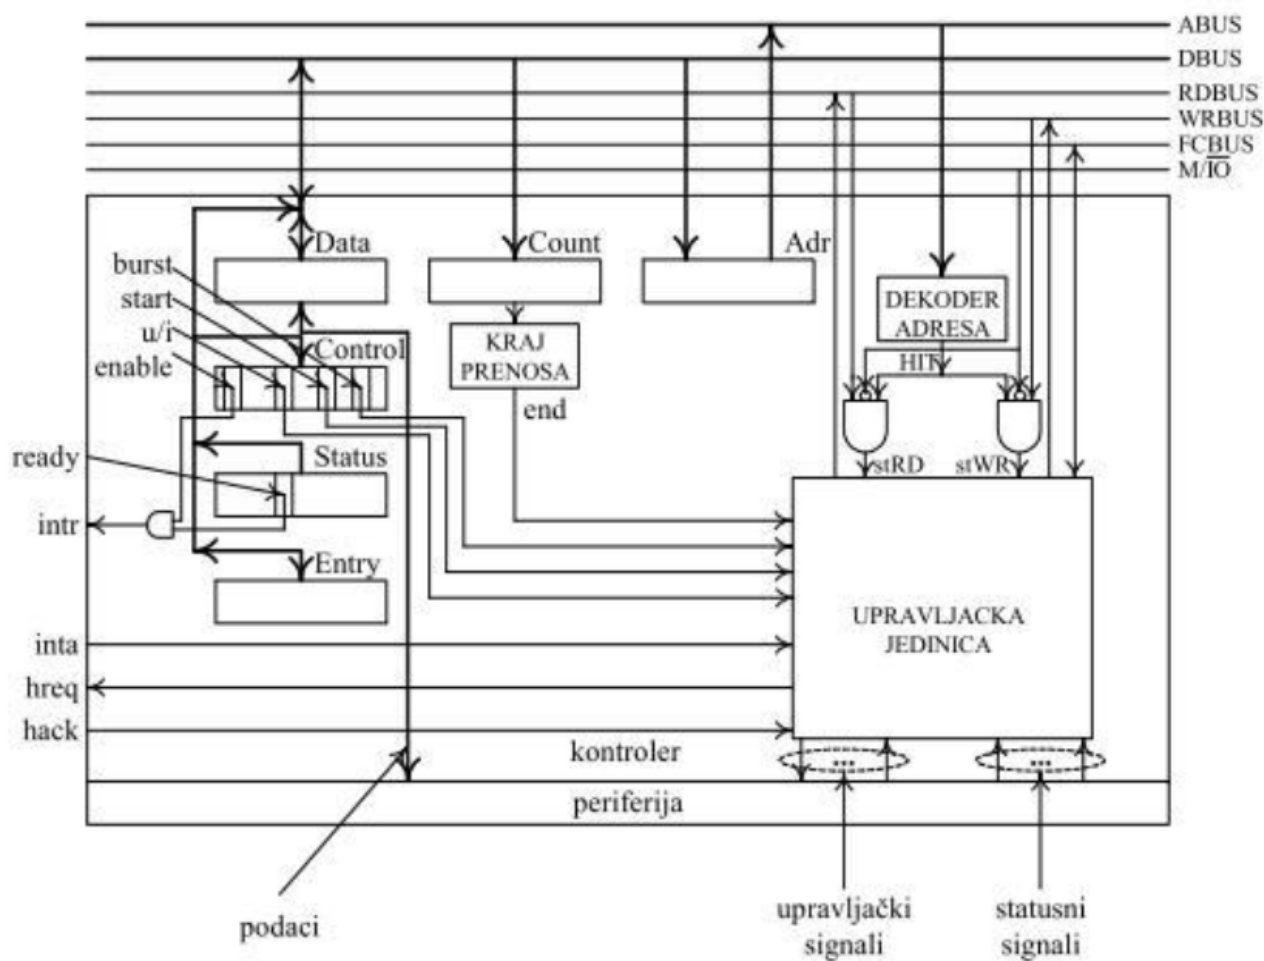 ABUS
DBUS
RDBUS
WRBUS
FCBUS
M/IO
Data
Count
Adr
burst
start
u/i
enable
DEKODER
ADRESA
Control
KRAJ
PRENOSA
HIT
end
ready
Status
stRD
stWR
intr
Entry
UPRAVLJACKA
JEDINICA
inta
hreq
hack
kontroler
...
...
periferija
podaci
upravljački
signali
statusni
signali